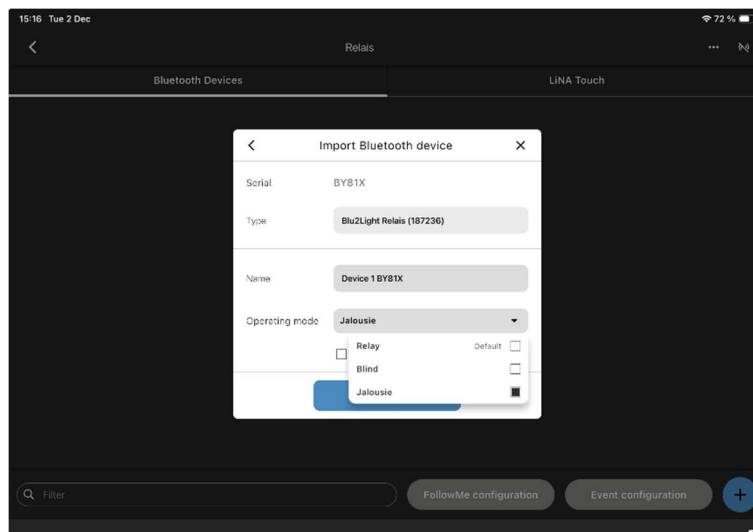 15:16 Tue 2 Dec
72 %
Relais
Bluetooth Devices
LiNA Touch
Import Bluetooth device
Serial
BY81X
Type
Blu2Light Relais (187236)
Name
Device 1 BY81X
Operating mode
Jalousie
Relay
Default
Blind
Jalousie
Filter
FollowMe configuration
Event configuration